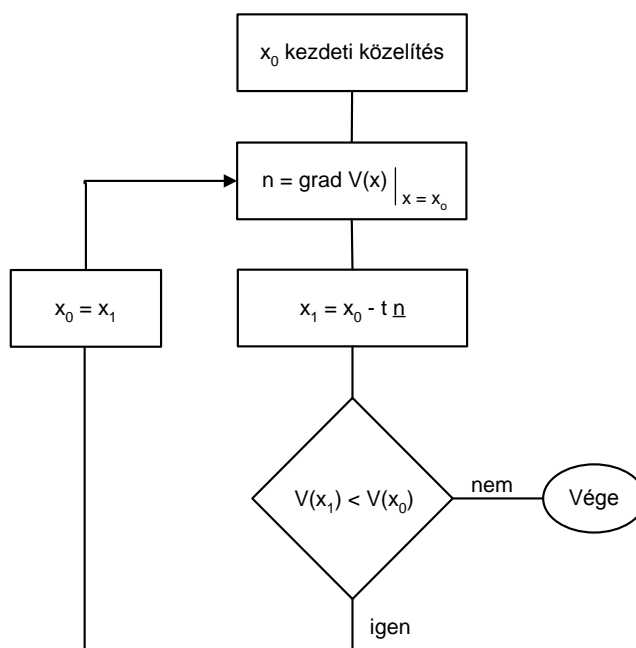 x₀ kezdeti közelítés
n = grad V(x) |ₓ ₌ ₓₒ
x₀ = x₁
x₁ = x₀ - t n
V(x₁) < V(x₀)
nem
Vége
igen